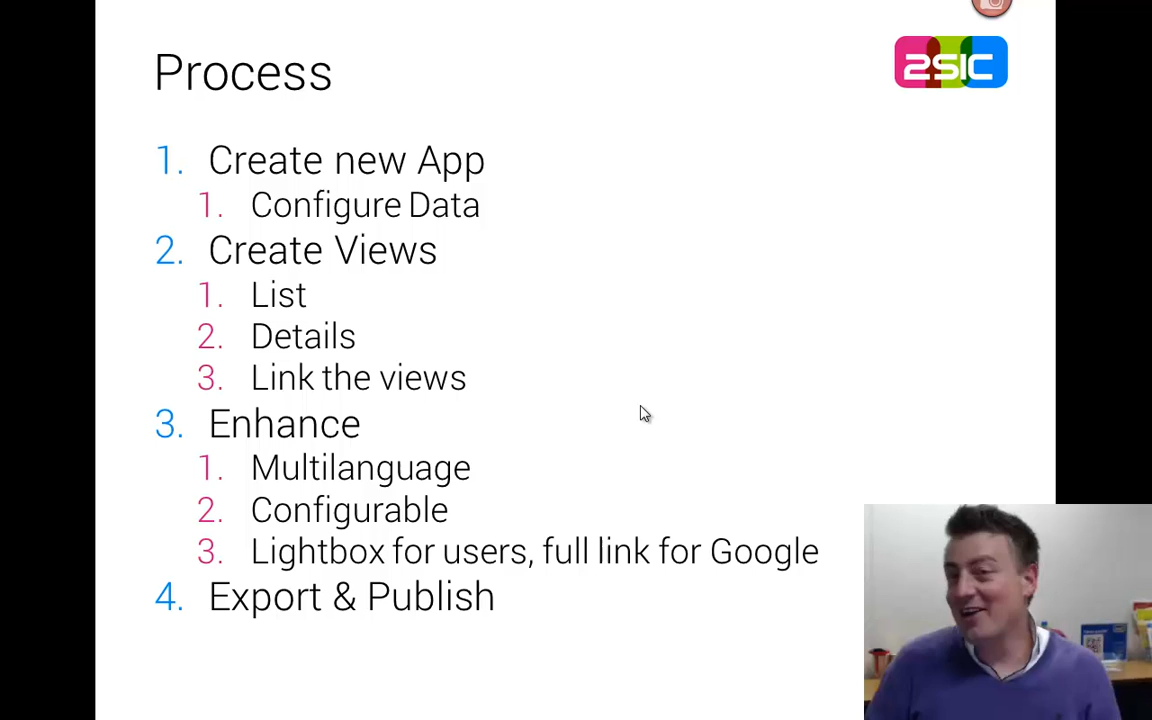 Process
2SIC
1. Create new App
1. Configure Data
2. Create Views
1. List
2. Details
3. Link the views
3. Enhance
1. Multilanguage
2. Configurable
3. Lightbox for users, full link for Google
4. Export & Publish